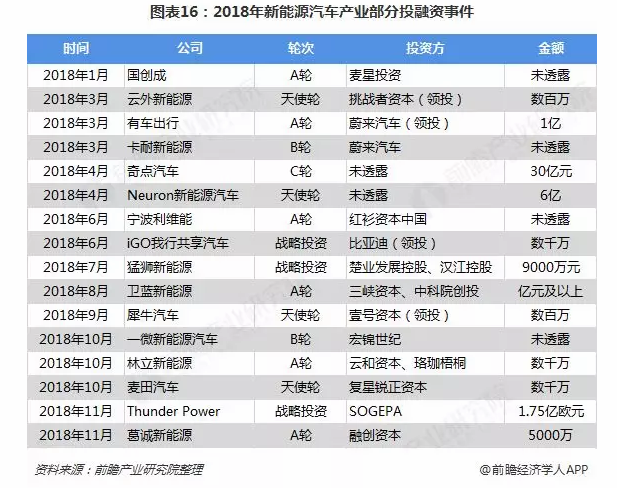 图表16：2018年新能源汽车产业部分投融资事件
时间 公司 轮次 投资方 金额
2018年1月 国创成 A轮 麦星投资 未透露
2018年3月 云外新能源 天使轮 挑战者资本（领投） 数百万
2018年3月 有车出行 A轮 蔚来汽车（领投） 1亿
2018年3月 卡耐新能源 B轮 蔚来汽车 未透露
2018年4月 奇点汽车 C轮 未透露 30亿元
2018年4月 Neuron新能源汽车 天使轮 未透露 6亿
2018年6月 宁波利维能 A轮 红衫资本中国 未透露
2018年6月 iGO我行共享汽车 战略投资 比亚迪（领投） 数千万
2018年7月 猛狮新能源 战略投资 楚业发展控股、汉江控股 9000万元
2018年8月 卫蓝新能源 A轮 三峡资本、中科院创投 亿元及以上
2018年9月 犀牛汽车 天使轮 壹号资本（领投） 数百万
2018年10月 一微新能源汽车 B轮 宏锦世纪 未透露
2018年10月 林立新能源 A轮 云和资本、珞珈梧桐 数千万
2018年10月 麦田汽车 天使轮 复星锐正资本 数千万
2018年11月 Thunder Power 战略投资 SOGEPA 1.75亿欧元
2018年11月 葛诚新能源 A轮 融创资本 5000万
资料来源：前瞻产业研究院整理 @前瞻经济学人APP